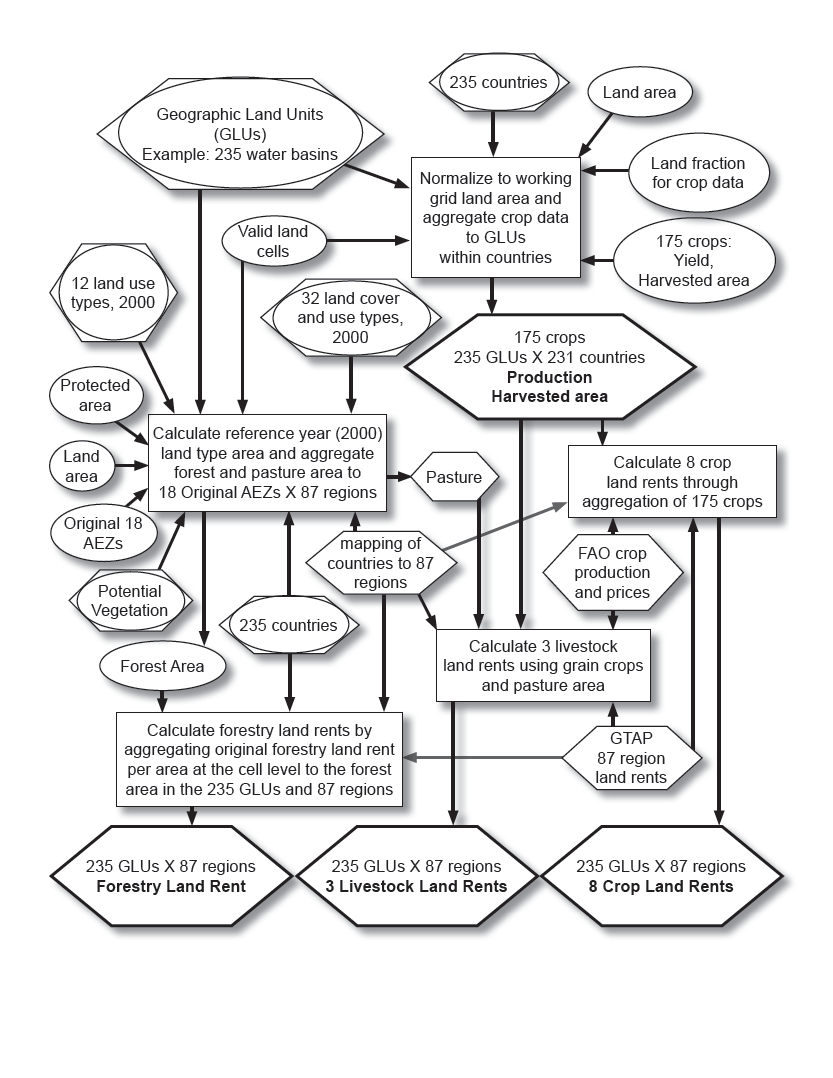 235 countries
Land area
Geographic Land Units
(GLUs)
Example: 235 water basins
Land fraction
for crop data
Normalize to working
grid land area and
aggregate crop data
to GLUs
within countries
Valid land
cells
175 crops:
Yield,
Harvested area
12 land use
types, 2000
32 land cover
and use types,
2000
175 crops
235 GLUs X 231 countries
Production
Harvested area
Protected
area
Calculate reference year (2000)
land type area and aggregate
forest and pasture area to
18 Original AEZs X 87 regions
Land
area
Pasture
Calculate 8 crop
land rents through
aggregation of 175 crops
Original 18
AEZs
mapping of
countries to 87
regions
FAO crop
production
and prices
Potential
Vegetation
235 countries
Forest Area
Calculate 3 livestock
land rents using grain crops
and pasture area
Calculate forestry land rents by
aggregating original forestry land rent
per area at the cell level to the forest
area in the 235 GLUs and 87 regions
GTAP
87 region
land rents
235 GLUs X 87 regions
Forestry Land Rent
235 GLUs X 87 regions
3 Livestock Land Rents
235 GLUs X 87 regions
8 Crop Land Rents